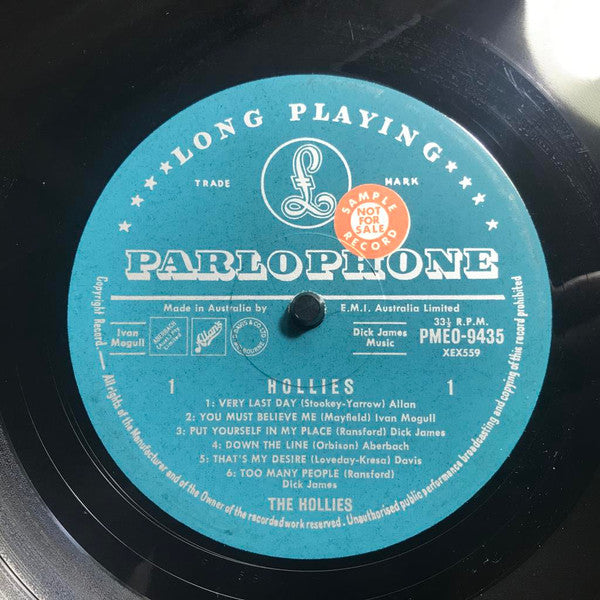 LONG PLAYING
TRADE MARK
£
SAMPLE
NOT
FOR
SALE
RECORD
PARLOPHONE
Made in Australia by E.M.I. Australia Limited
Ivan
Mogull
Allans
Dick James
Music
33⅓ R.P.M.
PMEO-9435
XEX559
1 HOLLIES 1
1: VERY LAST DAY (Stookey-Yarrow) Allan
2: YOU MUST BELIEVE ME (Mayfield) Ivan Mogull
3: PUT YOURSELF IN MY PLACE (Ransford) Dick James
4: DOWN THE LINE (Orbison) Aberbach
5: THAT'S MY DESIRE (Loveday-Kresa) Davis
6: TOO MANY PEOPLE (Ransford)
Dick James
THE HOLLIES
Copyright Record. — All rights of the Manufacturer and of the Owner of the recorded work reserved. Unauthorised public performance broadcasting and copying of this record prohibited